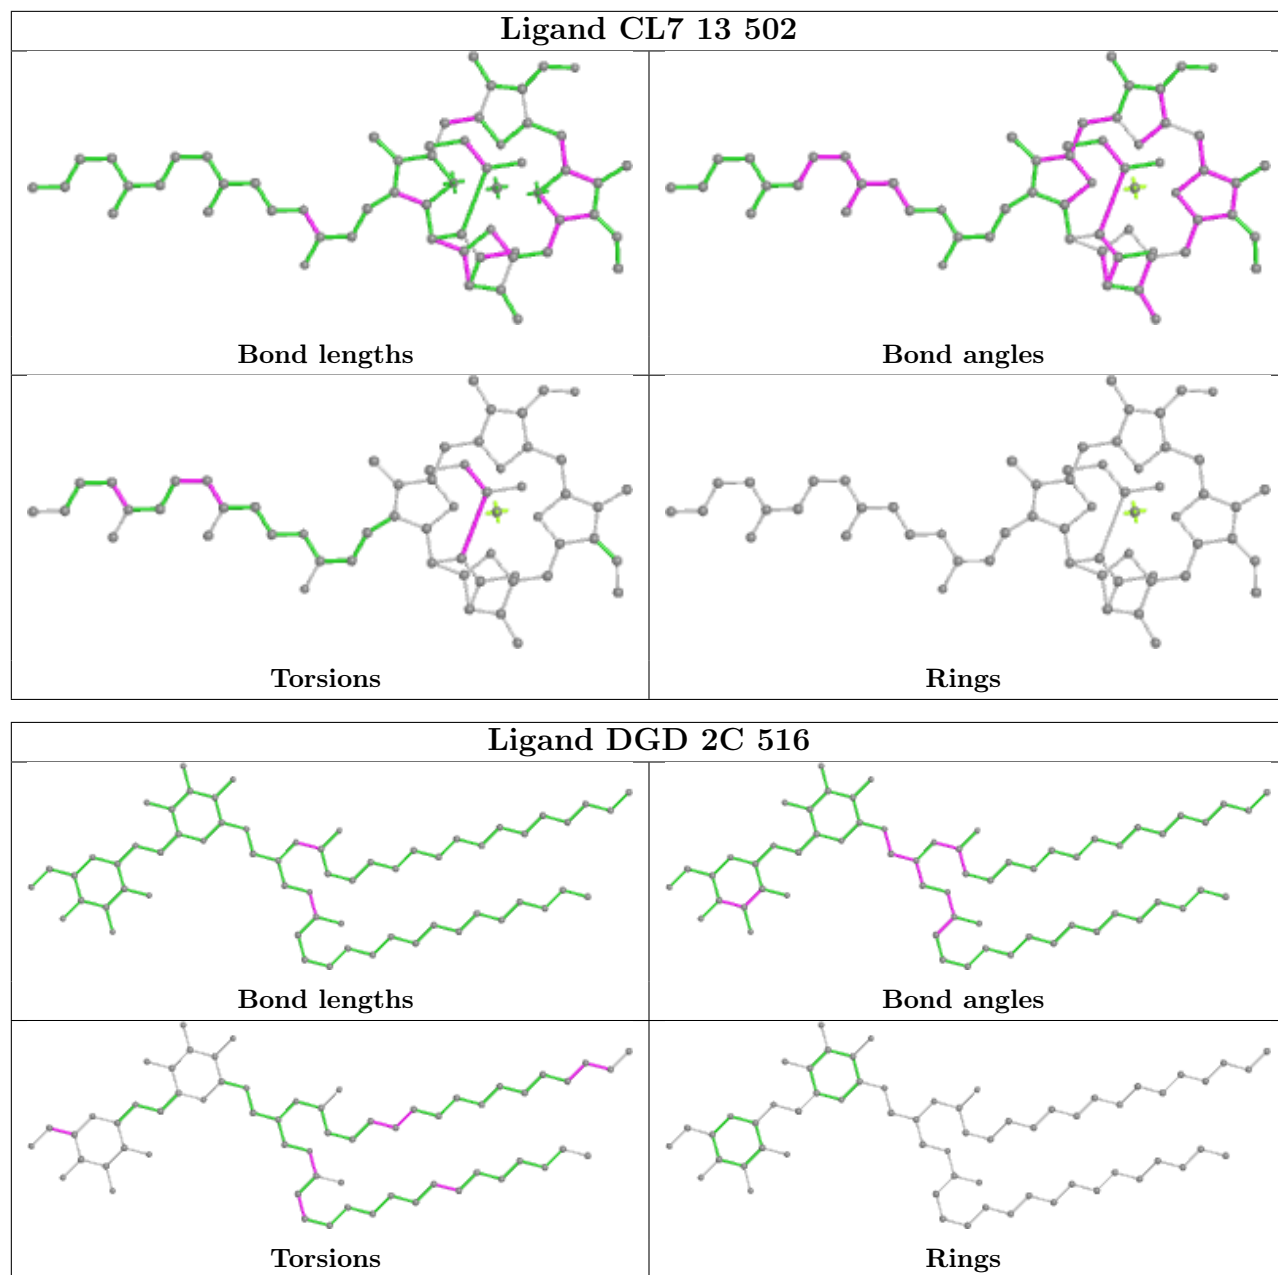 Ligand CL7 13 502
Bond lengths
Bond angles
Torsions
Rings
Ligand DGD 2C 516
Bond lengths
Bond angles
Torsions
Rings